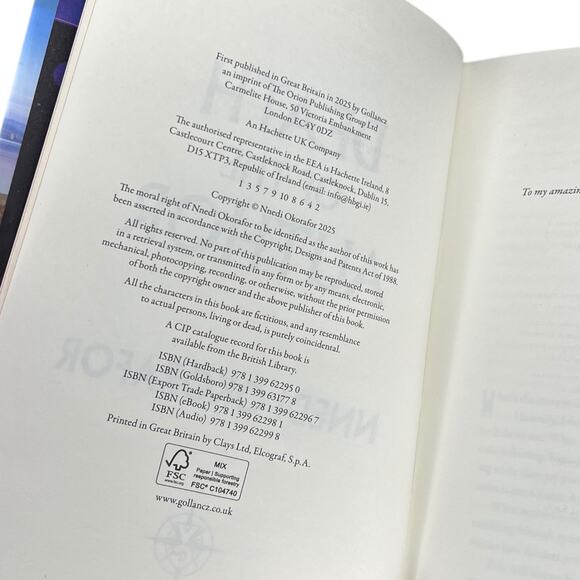 First published in Great Britain in 2025 by Gollancz
an imprint of The Orion Publishing Group Ltd
Carmelite House, 50 Victoria Embankment
London EC4Y 0DZ
An Hachette UK Company
The authorised representative in the EEA is Hachette Ireland, 8
Castlecourt Centre, Castleknock Road, Castleknock, Dublin 15,
D15 XTP3, Republic of Ireland (email: info@hbgi.ie)
1 3 5 7 9 10 8 6 4 2
Copyright © Nnedi Okorafor 2025
The moral right of Nnedi Okorafor to be identified as the author of this work has
been asserted in accordance with the Copyright, Designs and Patents Act of 1988.
All rights reserved. No part of this publication may be reproduced, stored
in a retrieval system, or transmitted in any form or by any means, electronic,
mechanical, photocopying, recording, or otherwise, without the prior permission
of both the copyright owner and the above publisher of this book.
All the characters in this book are fictitious, and any resemblance
to actual persons, living or dead, is purely coincidental.
A CIP catalogue record for this book is
available from the British Library.
ISBN (Hardback) 978 1 399 62295 0
ISBN (Goldsboro) 978 1 399 63177 8
ISBN (Export Trade Paperback) 978 1 399 62296 7
ISBN (eBook) 978 1 399 62298 1
ISBN (Audio) 978 1 399 62299 8
Printed in Great Britain by Clays Ltd, Elcograf, S.p.A.
FSC
www.fsc.org
MIX
Paper | Supporting
responsible forestry
FSC® C104740
www.gollancz.co.uk
To my amazin